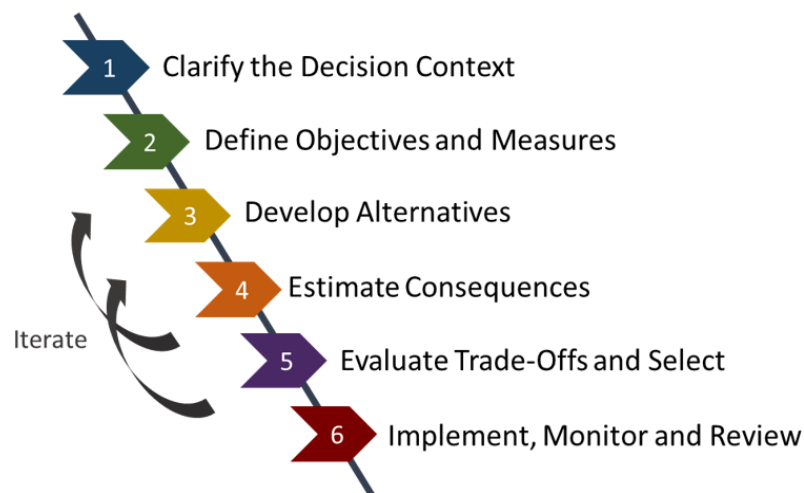 1 Clarify the Decision Context
2 Define Objectives and Measures
3 Develop Alternatives
4 Estimate Consequences
Iterate
5 Evaluate Trade-Offs and Select
6 Implement, Monitor and Review